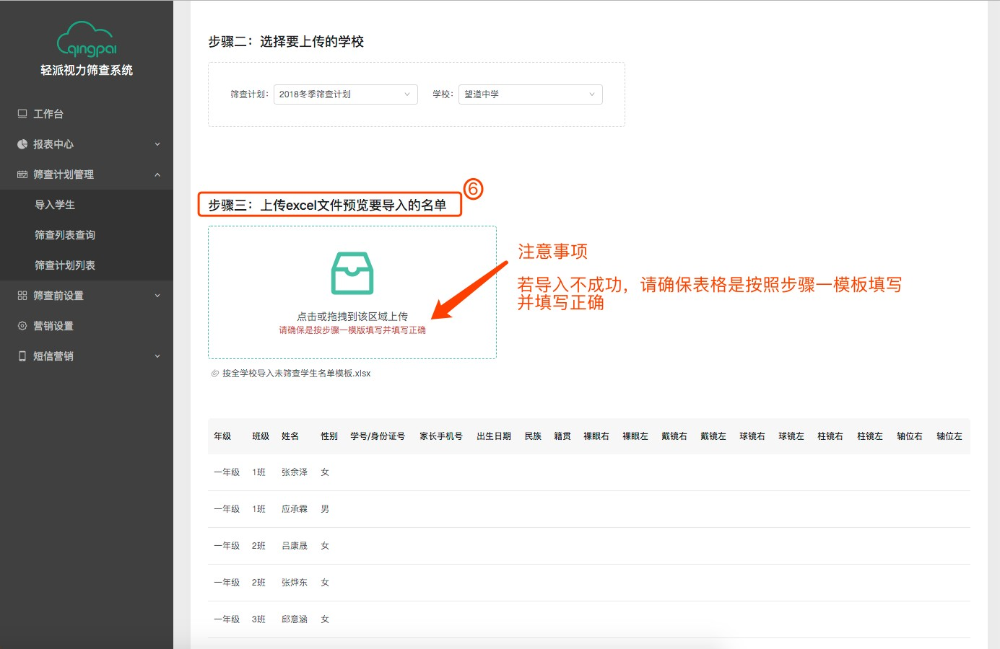 qingpai
轻派视力筛查系统
工作台
报表中心
筛查计划管理
导入学生
筛查列表查询
筛查计划列表
筛查前设置
营销设置
短信营销
步骤二：选择要上传的学校
筛查计划： 2018冬季筛查计划 学校： 望道中学
⑥
步骤三：上传excel文件预览要导入的名单
点击或拖拽到该区域上传
请确保是按步骤一模版填写并填写正确
注意事项
若导入不成功，请确保表格是按照步骤一模板填写
并填写正确
按全学校导入未筛查学生名单模板.xlsx
年级 班级 姓名 性别 学号/身份证号 家长手机号 出生日期 民族 籍贯 裸眼右 裸眼左 戴镜右 戴镜左 球镜右 球镜左 柱镜右 柱镜左 轴位右 轴位左
一年级 1班 张余泽 女
一年级 1班 应承霖 男
一年级 2班 吕康晟 女
一年级 2班 张烨东 女
一年级 3班 邱意涵 女